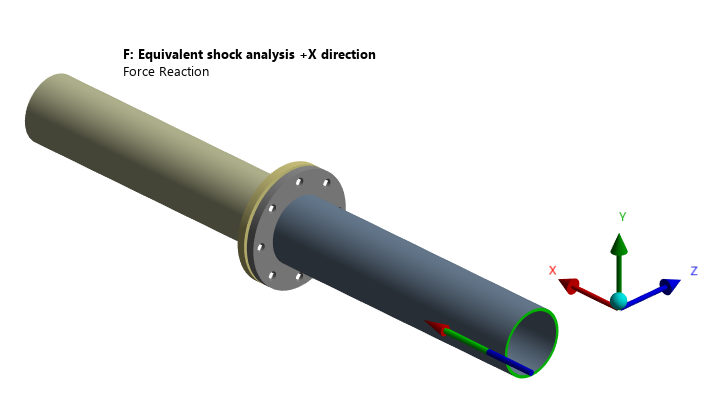 F: Equivalent shock analysis +X direction
Force Reaction
Y
X
Z